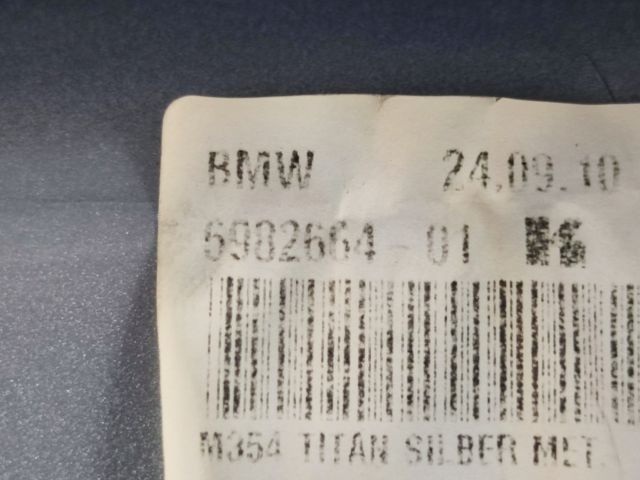 BMW 24.09.10
6982664 - 01
M354 TITAN SILBER MET.